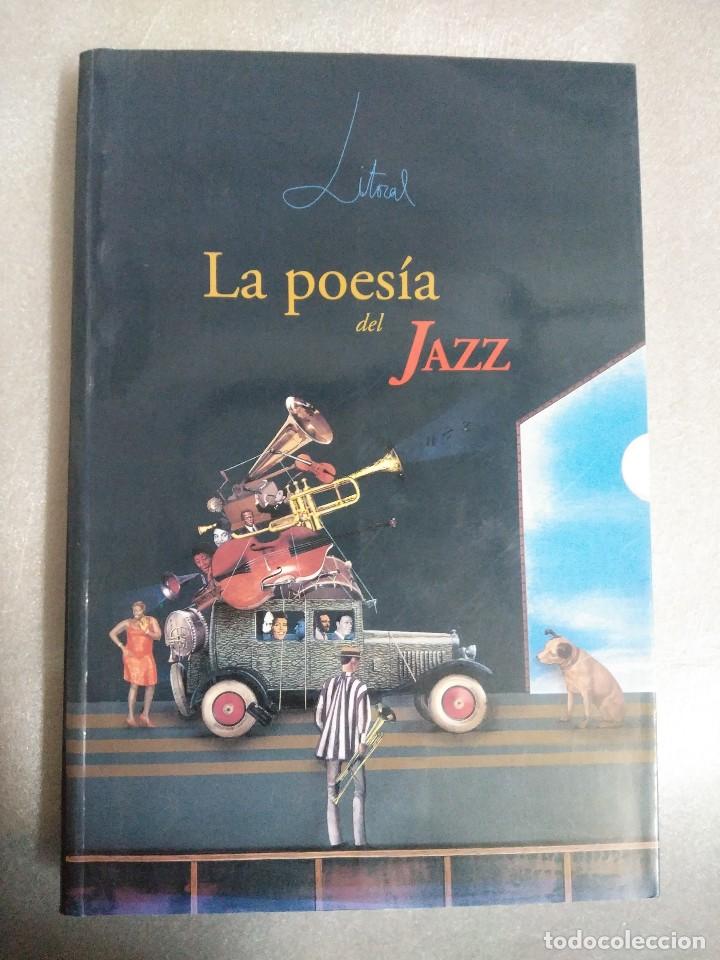 Litoral
La poesía
del
JAZZ
todocoleccion